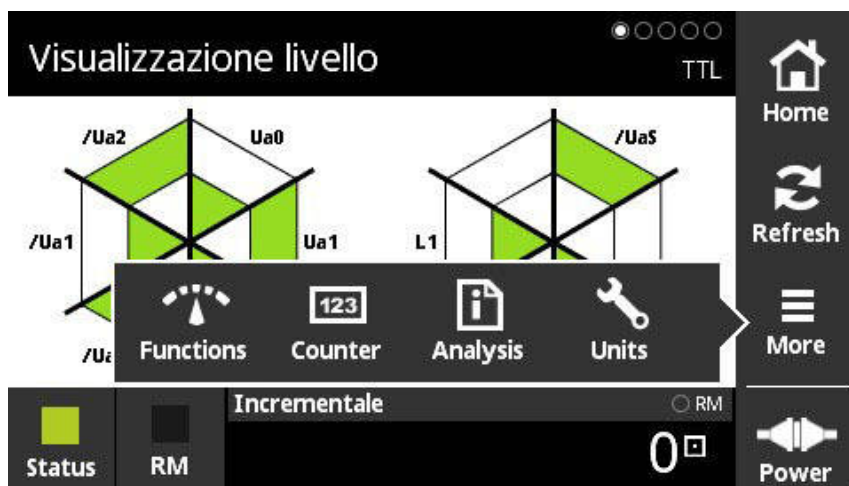 Visualizzazione livello
TTL
Home
/Ua2
Ua0
/UaS
Refresh
/Ua1
Ua1
L1
123
Functions
Counter
Analysis
Units
More
Incrementale
RM
Status
RM
0
Power